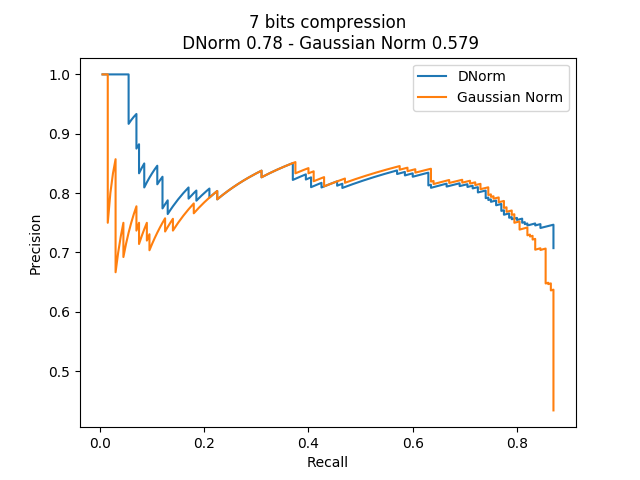 7 bits compression
DNorm 0.78 - Gaussian Norm 0.579
DNorm
Gaussian Norm
1.0
0.9
0.8
0.7
0.6
0.5
Precision
0.0
0.2
0.4
0.6
0.8
Recall